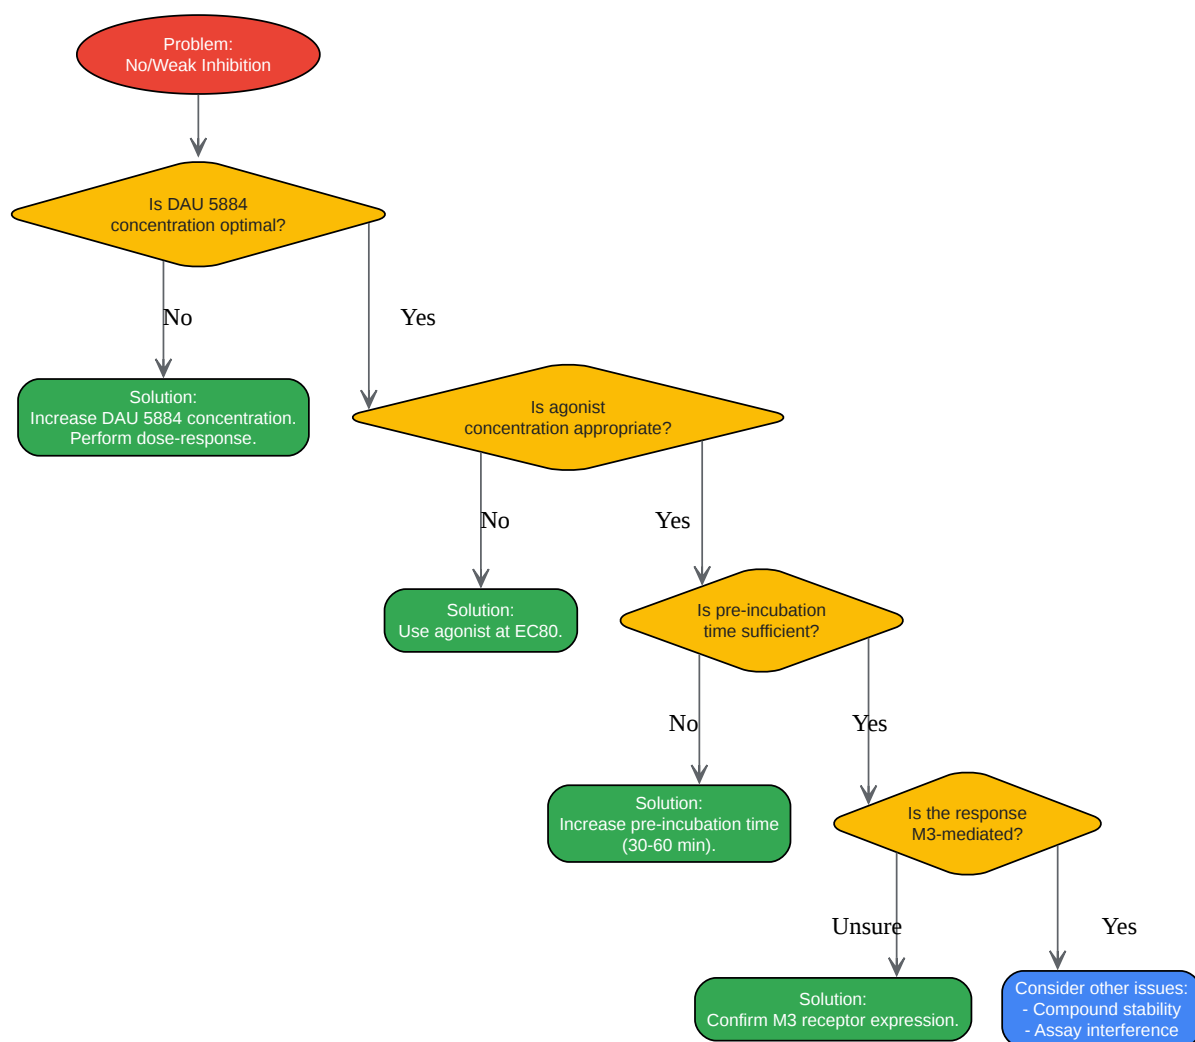 Problem:
No/Weak Inhibition
Is DAU 5884
concentration optimal?
No
Yes
Solution:
Increase DAU 5884 concentration.
Perform dose-response.
Is agonist
concentration appropriate?
No
Yes
Solution:
Use agonist at EC80.
Is pre-incubation
time sufficient?
No
Yes
Solution:
Increase pre-incubation time
(30-60 min).
Is the response
M3-mediated?
Unsure
Yes
Solution:
Confirm M3 receptor expression.
Consider other issues:
- Compound stability
- Assay interference